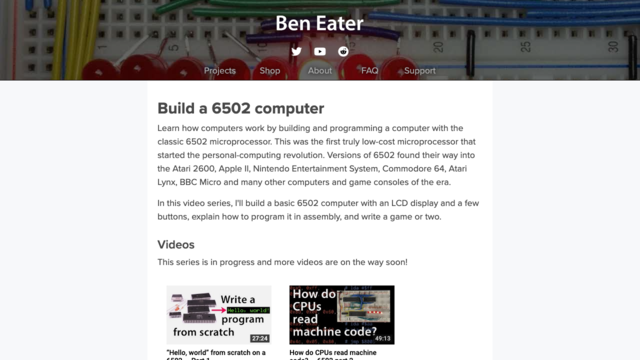 Ben Eater
Projects Shop About FAQ Support
Build a 6502 computer
Learn how computers work by building and programming a computer with the
classic 6502 microprocessor. This was the first truly low-cost microprocessor that
started the personal-computing revolution. Versions of 6502 found their way into
the Atari 2600, Apple II, Nintendo Entertainment System, Commodore 64, Atari
Lynx, BBC Micro and many other computers and game consoles of the era.
In this video series, I'll build a basic 6502 computer with an LCD display and a few
buttons, explain how to program it in assembly, and write a game or two.
Videos
This series is in progress and more videos are on the way soon!
Write a
Hello, world!
program
from scratch
27:24
How do
CPUs
read
machine code?
49:13
"Hello, world" from scratch on a
How do CPUs read machine